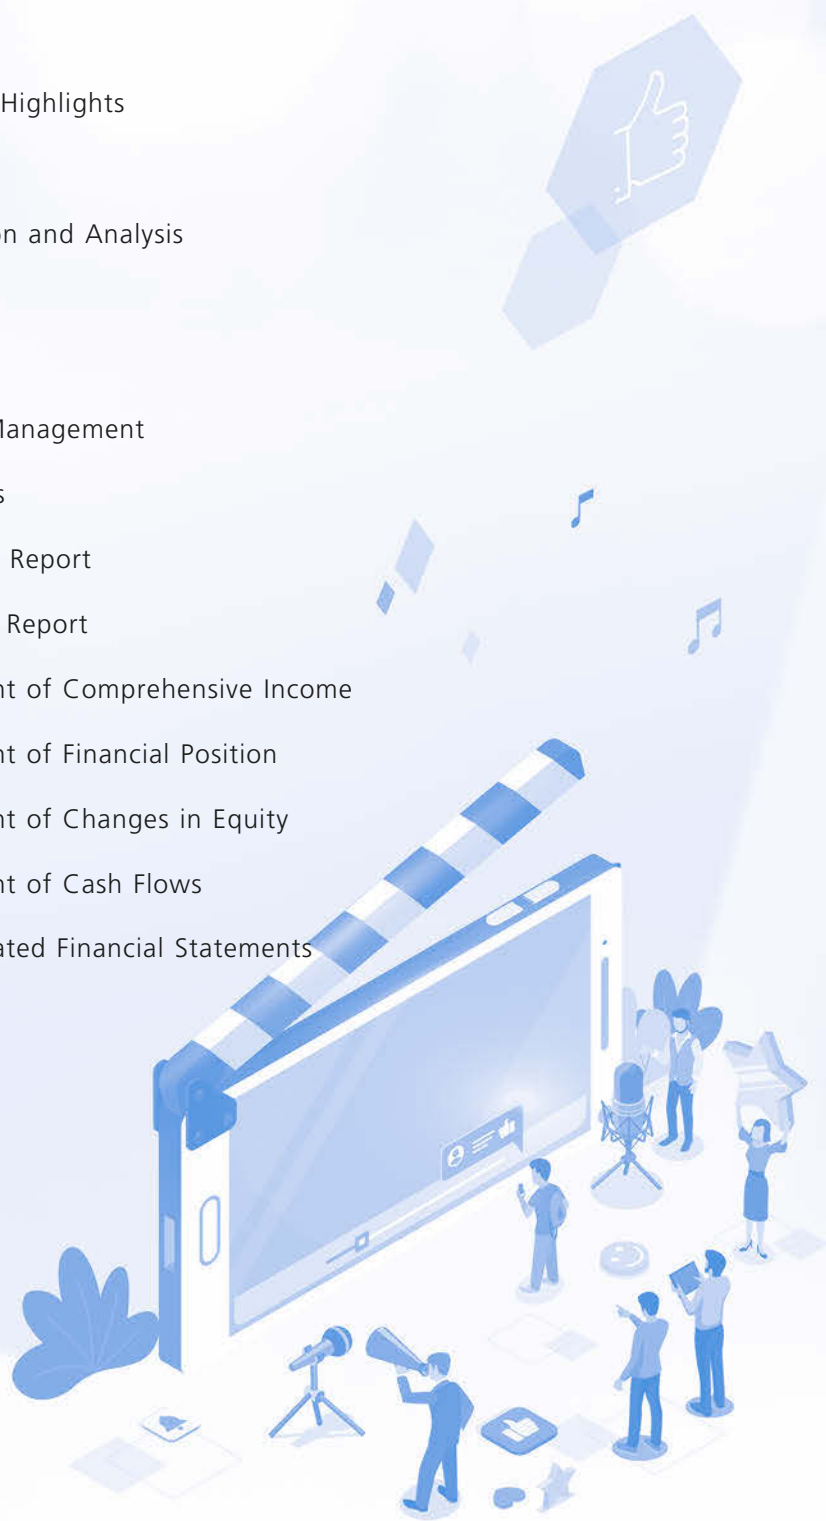 Highlights
on and Analysis
Management
s
Report
Report
nt of Comprehensive Income
nt of Financial Position
nt of Changes in Equity
nt of Cash Flows
ated Financial Statements